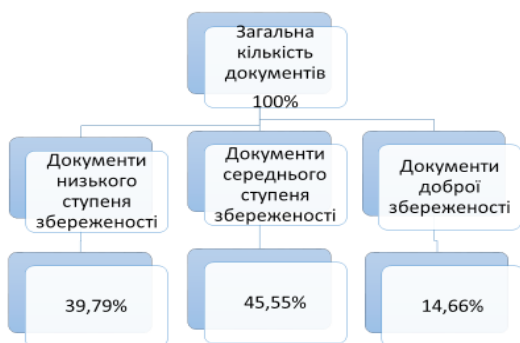 Загальна
кількість
документів
100%
Документи
низького
ступеня
збереженості
Документи
середнього
ступеня
збереженості
Документи
доброї
збереженості
39,79%
45,55%
14,66%